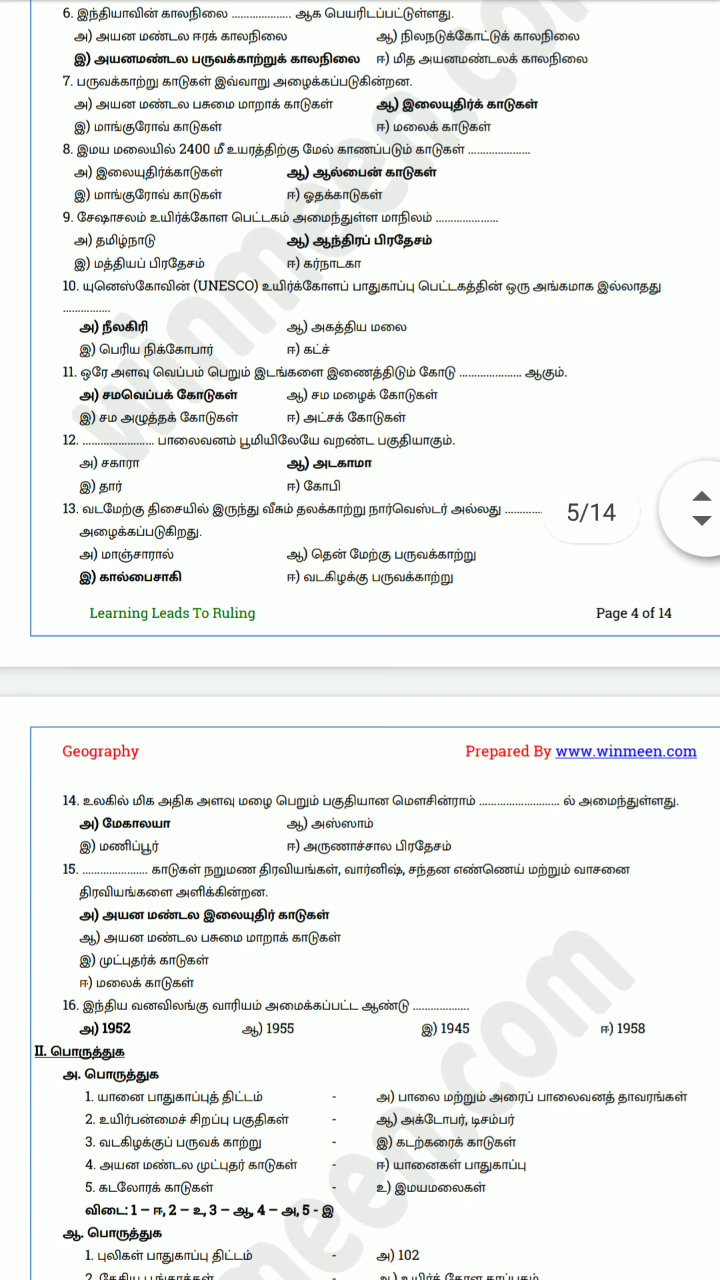 6. இந்தியாவின் காலநிலை .................... ஆக பெயரிடப்பட்டுள்ளது.
அ) அயன மண்டல ஈரக் காலநிலை ஆ) நிலநடுக்கோட்டுக் காலநிலை
இ) அயனமண்டல பருவக்காற்றுக் காலநிலை ஈ) மித அயனமண்டலக் காலநிலை
7. பருவக்காற்று காடுகள் இவ்வாறு அழைக்கப்படுகின்றன.
அ) அயன மண்டல பசுமை மாறாக் காடுகள் ஆ) இலையுதிர்க் காடுகள்
இ) மாங்குரோவ் காடுகள் ஈ) மலைக் காடுகள்
8. இமய மலையில் 2400 மீ உயரத்திற்கு மேல் காணப்படும் காடுகள் .....................
அ) இலையுதிர்க்காடுகள் ஆ) ஆல்பைன் காடுகள்
இ) மாங்குரோவ் காடுகள் ஈ) ஓதக்காடுகள்
9. சேஷாசலம் உயிர்க்கோள பெட்டகம் அமைந்துள்ள மாநிலம் .....................
அ) தமிழ்நாடு ஆ) ஆந்திரப் பிரதேசம்
இ) மத்தியப் பிரதேசம் ஈ) கர்நாடகா
10. யுனெஸ்கோவின் (UNESCO) உயிர்க்கோளப் பாதுகாப்பு பெட்டகத்தின் ஒரு அங்கமாக இல்லாதது
................
அ) நீலகிரி ஆ) அகத்திய மலை
இ) பெரிய நிக்கோபார் ஈ) கட்ச்
11. ஒரே அளவு வெப்பம் பெறும் இடங்களை இணைத்திடும் கோடு ..................... ஆகும்.
அ) சமவெப்பக் கோடுகள் ஆ) சம மழைக் கோடுகள்
இ) சம அழுத்தக் கோடுகள் ஈ) அட்சக் கோடுகள்
12. ........................ பாலைவனம் பூமியிலேயே வறண்ட பகுதியாகும்.
அ) சகாரா ஆ) அடகாமா
இ) தார் ஈ) கோபி
13. வடமேற்கு திசையில் இருந்து வீசும் தலக்காற்று நார்வெஸ்டர் அல்லது .............
அழைக்கப்படுகிறது.
அ) மாஞ்சாரால் ஆ) தென் மேற்கு பருவக்காற்று
இ) கால்பைசாகி ஈ) வடகிழக்கு பருவக்காற்று
5/14
Learning Leads To Ruling Page 4 of 14
Geography Prepared By www.winmeen.com
14. உலகில் மிக அதிக அளவு மழை பெறும் பகுதியான மௌசின்ராம் ........................... ல் அமைந்துள்ளது.
அ) மேகாலயா ஆ) அஸ்ஸாம்
இ) மணிப்பூர் ஈ) அருணாச்சால பிரதேசம்
15. ...................... காடுகள் நறுமண திரவியங்கள், வார்னிஷ், சந்தன எண்ணெய் மற்றும் வாசனை
திரவியங்களை அளிக்கின்றன.
அ) அயன மண்டல இலையுதிர் காடுகள்
ஆ) அயன மண்டல பசுமை மாறாக் காடுகள்
இ) முட்புதர்க் காடுகள்
ஈ) மலைக் காடுகள்
16. இந்திய வனவிலங்கு வாரியம் அமைக்கப்பட்ட ஆண்டு ...................
அ) 1952 ஆ) 1955 இ) 1945 ஈ) 1958
II. பொருத்துக
அ. பொருத்துக
1. யானை பாதுகாப்புத் திட்டம் - அ) பாலை மற்றும் அரைப் பாலைவனத் தாவரங்கள்
2. உயிர்பன்மைச் சிறப்பு பகுதிகள் - ஆ) அக்டோபர், டிசம்பர்
3. வடகிழக்குப் பருவக் காற்று - இ) கடற்கரைக் காடுகள்
4. அயன மண்டல முட்புதர் காடுகள் - ஈ) யானைகள் பாதுகாப்பு
5. கடலோரக் காடுகள் - உ) இமயமலைகள்
விடை: 1 – ஈ, 2 – உ, 3 – ஆ, 4 – அ, 5 - இ
ஆ. பொருத்துக
1. புலிகள் பாதுகாப்பு திட்டம் - அ) 102
winmeen.com